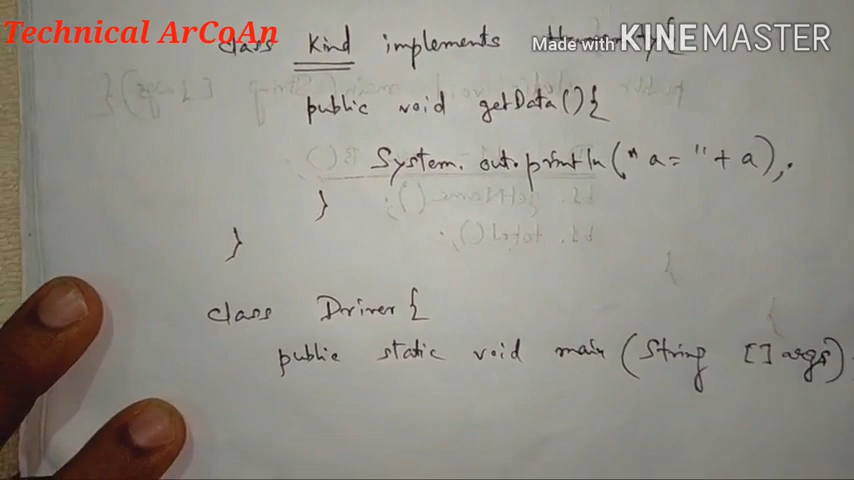 Technical ArCoAn
Made with KINEMASTER
class Kind implements {
public void getData(){
System.out.println("a="+a);
}
}
class Driver{
public static void main(String [] args)